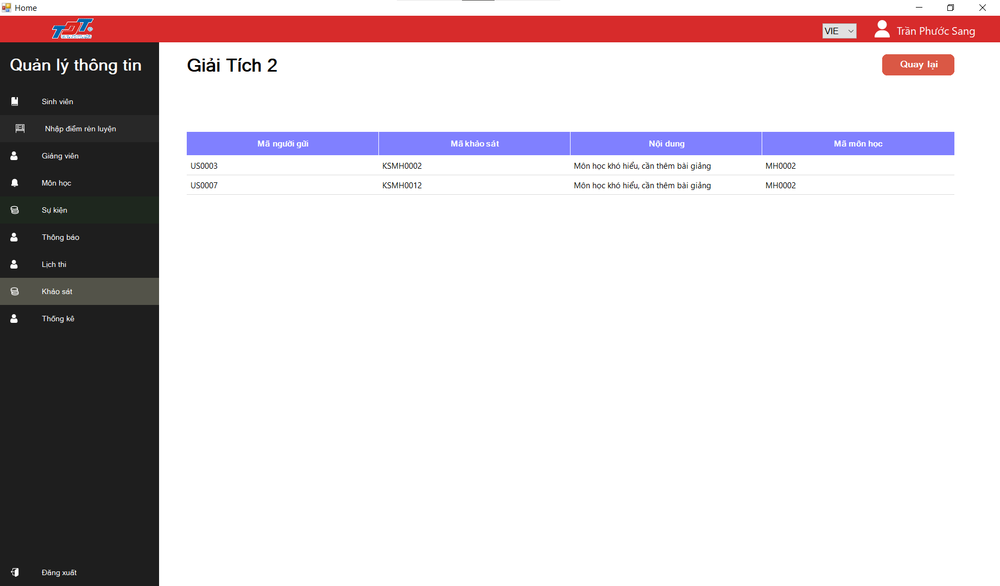 Home
TDT
VIE
Trần Phước Sang
Quản lý thông tin
Sinh viên
Nhập điểm rèn luyện
Giảng viên
Môn học
Sự kiện
Thông báo
Lịch thi
Khảo sát
Thống kê
Đăng xuất
Giải Tích 2
Quay lại
Mã người gửi Mã khảo sát Nội dung Mã môn học
US0003 KSMH0002 Môn học khó hiểu, cần thêm bài giảng MH0002
US0007 KSMH0012 Môn học khó hiểu, cần thêm bài giảng MH0002